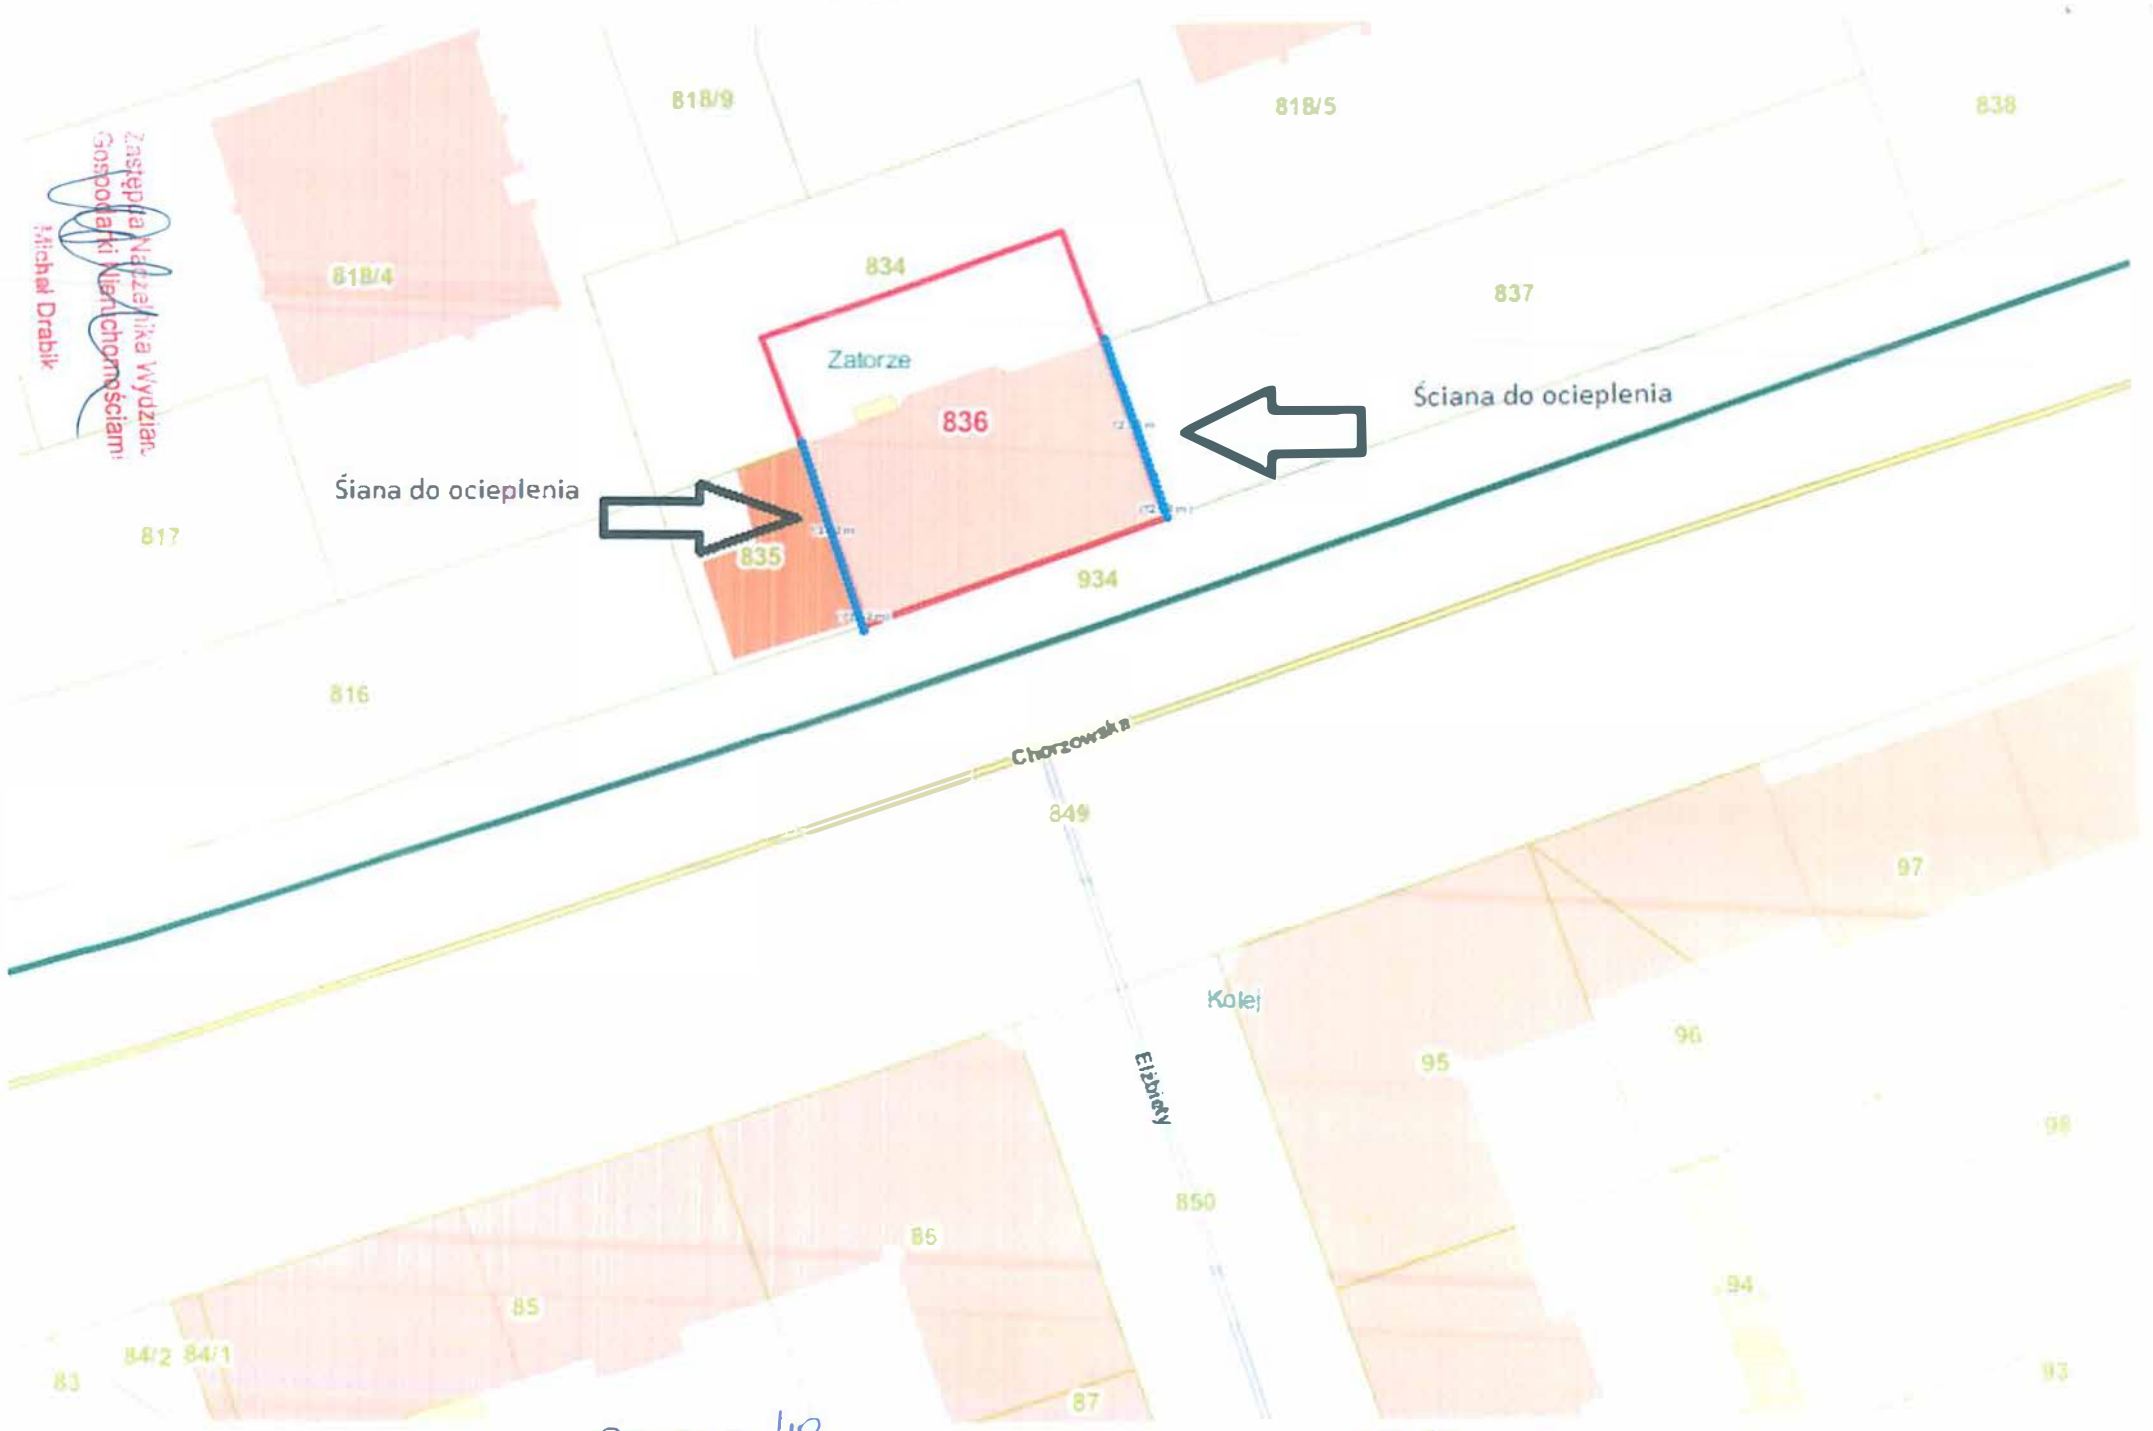 818/9
818/5
838
Zastępca Naczelnika Wydziału
Gospodarki Nieruchomościami
Michał Drabik
818/4
834
837
Zatorze
836
Ściana do ocieplenia
Śiana do ocieplenia
817
835
934
816
Chorzowska
849
97
Kolej
96
95
Elżbiety
98
850
86
94
85
84/2
84/1
83
93
87